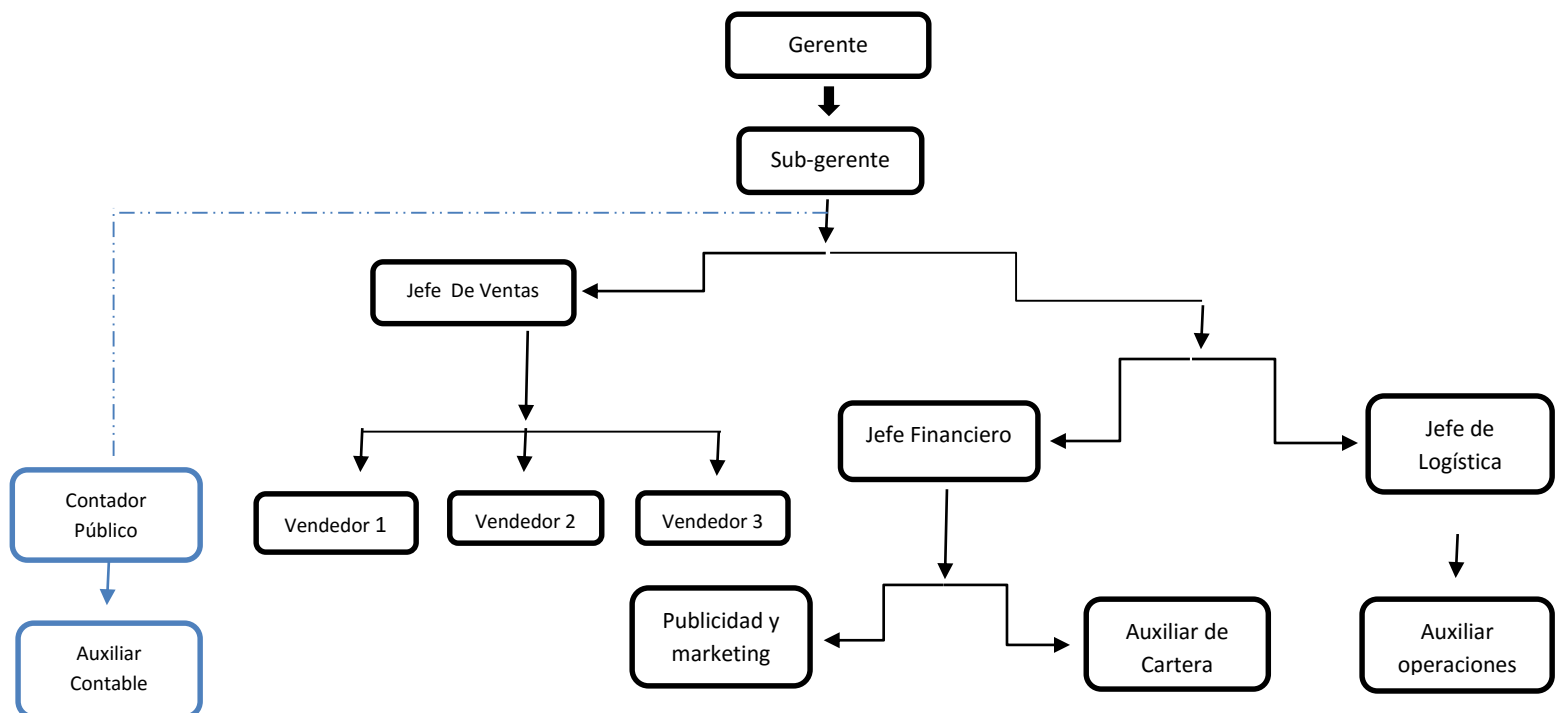 Gerente
Sub-gerente
Jefe De Ventas
Jefe Financiero
Jefe de
Logística
Contador
Público
Vendedor 1
Vendedor 2
Vendedor 3
Publicidad y
marketing
Auxiliar de
Cartera
Auxiliar
operaciones
Auxiliar
Contable